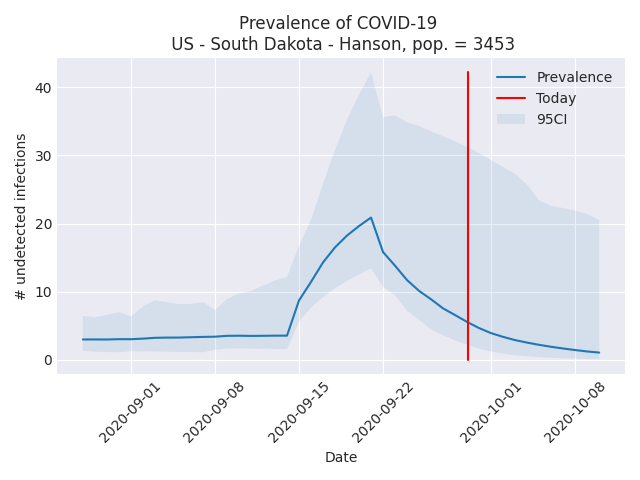 Prevalence of COVID-19
US - South Dakota - Hanson, pop. = 3453
Prevalence
Today
95CI
# undetected infections
40
30
20
10
0
2020-09-01
2020-09-08
2020-09-15
2020-09-22
2020-10-01
2020-10-08
Date